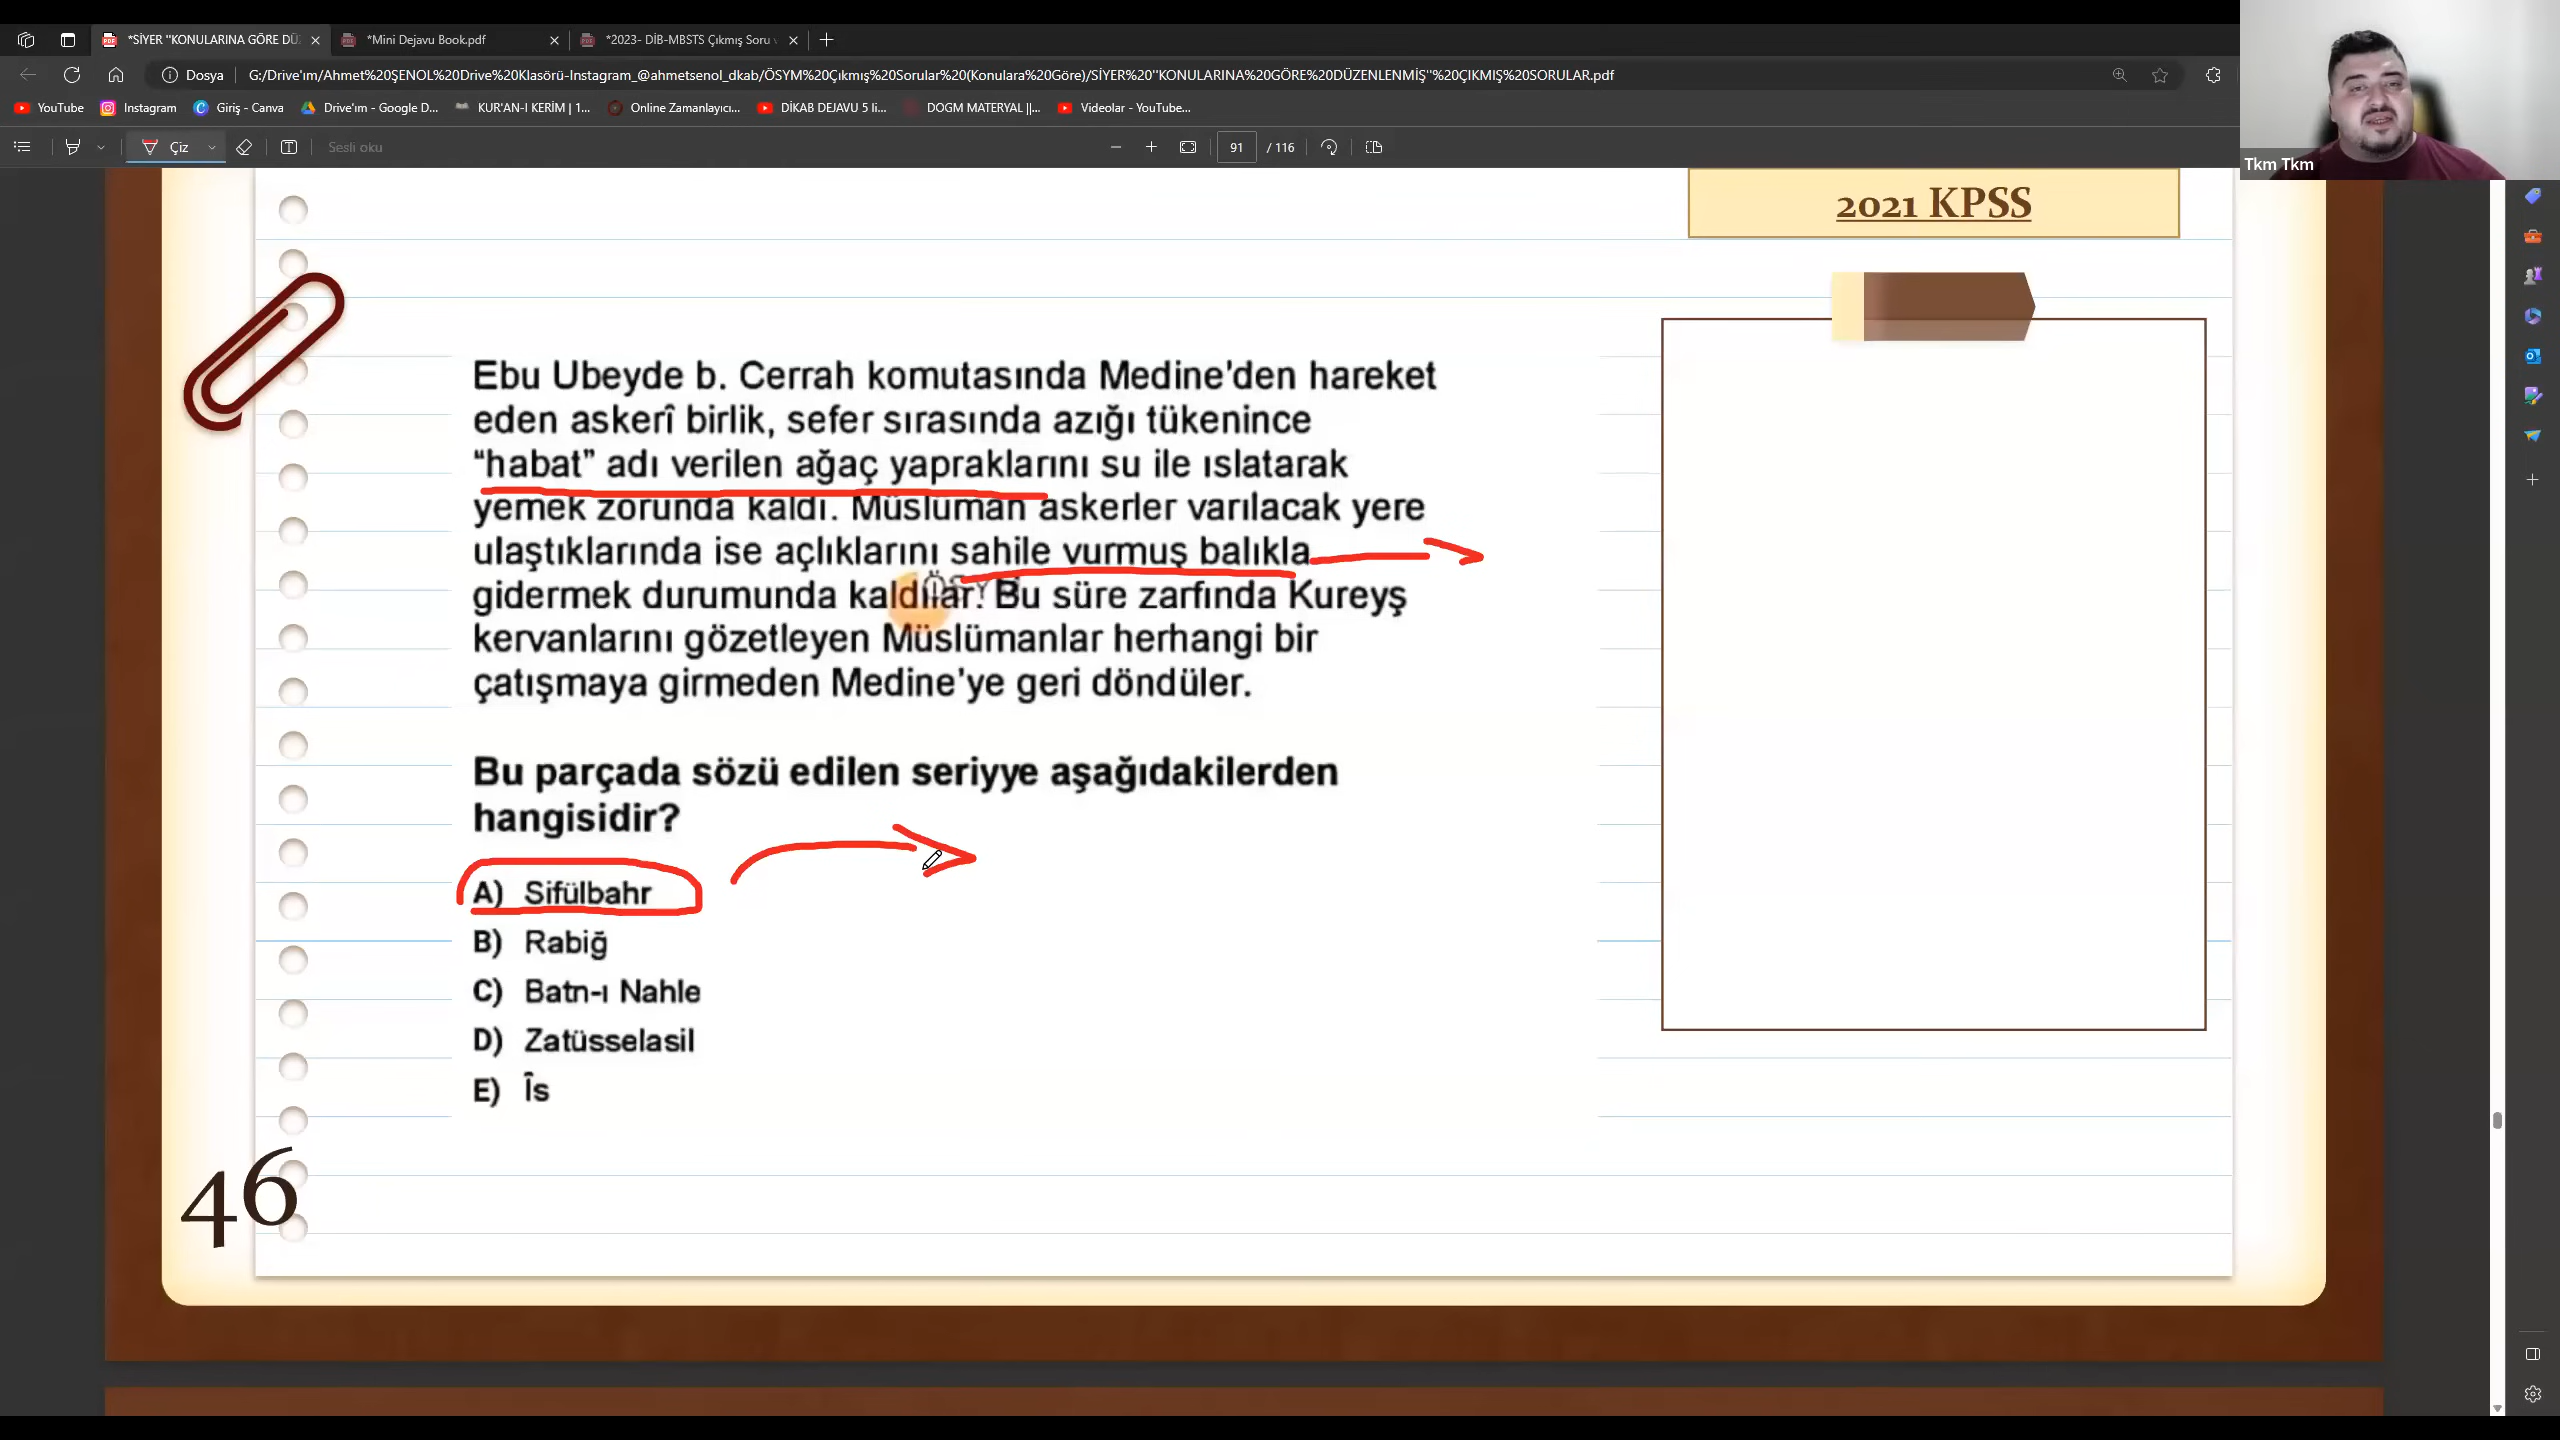 *SİYER "KONULARINA GÖRE DÜZ
*Mini Dejavu Book.pdf
*2023- DİB-MBSTS Çıkmış Soru v
Dosya
G:/Drive'ım/Ahmet%20ŞENOL%20Drive%20Klasörü-Instagram_@ahmetsenol_dkab/ÖSYM%20Çıkmış%20Sorular%20(Konulara%20Göre)/SİYER%20''KONULARINA%20GÖRE%20DÜZENLENMİŞ''%20ÇIKMIŞ%20SORULAR.pdf
YouTube
Instagram
Giriş - Canva
Drive'ım - Google D...
KUR'AN-I KERİM | 1...
Online Zamanlayıcı...
DİKAB DEJAVU 5 li...
DOGM MATERYAL ||...
Videolar - YouTube...
Çiz
Sesli oku
91 / 116
Tkm Tkm
2021 KPSS
Ebu Ubeyde b. Cerrah komutasında Medine'den hareket
eden askerî birlik, sefer sırasında azığı tükenince
“habat” adı verilen ağaç yapraklarını su ile ıslatarak
yemek zorunda kaldı. Müslüman askerler varılacak yere
ulaştıklarında ise açlıklarını sahile vurmuş balıkla
gidermek durumunda kaldılar. Bu süre zarfında Kureyş
kervanlarını gözetleyen Müslümanlar herhangi bir
çatışmaya girmeden Medine'ye geri döndüler.
ÖSYM
Bu parçada sözü edilen seriyye aşağıdakilerden
hangisidir?
A) Sifülbahr
B) Rabiğ
C) Batn-ı Nahle
D) Zatüsselasil
E) Îs
46